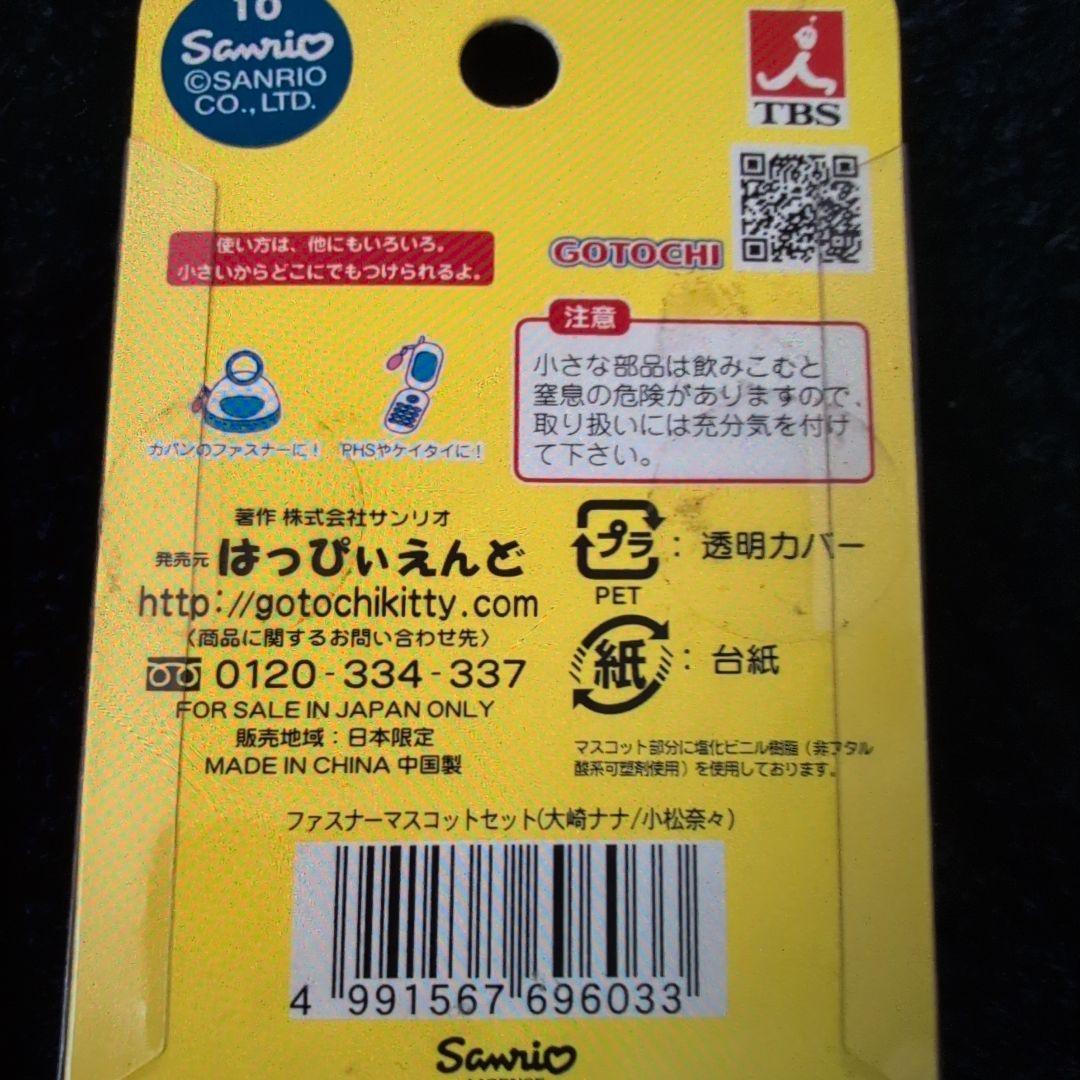 10
Sanrio
©SANRIO
CO., LTD.
TBS
使い方は、他にもいろいろ。
小さいからどこにでもつけられるよ。
GOTOCHI
注意
小さな部品は飲みこむと
窒息の危険がありますので、
取り扱いには充分気を付け
て下さい。
カバンのファスナーに！
PHSやケイタイに！
著作 株式会社サンリオ
発売元 はっぴぃえんど
http://gotochikitty.com
〈商品に関するお問い合わせ先〉
0120-334-337
FOR SALE IN JAPAN ONLY
販売地域：日本限定
MADE IN CHINA 中国製
プラ：透明カバー
PET
紙：台紙
マスコット部分に塩化ビニル樹脂（非フタル
酸系可塑剤使用）を使用しております。
ファスナーマスコットセット(大崎ナナ/小松奈々)
4 991567 696033
Sanrio